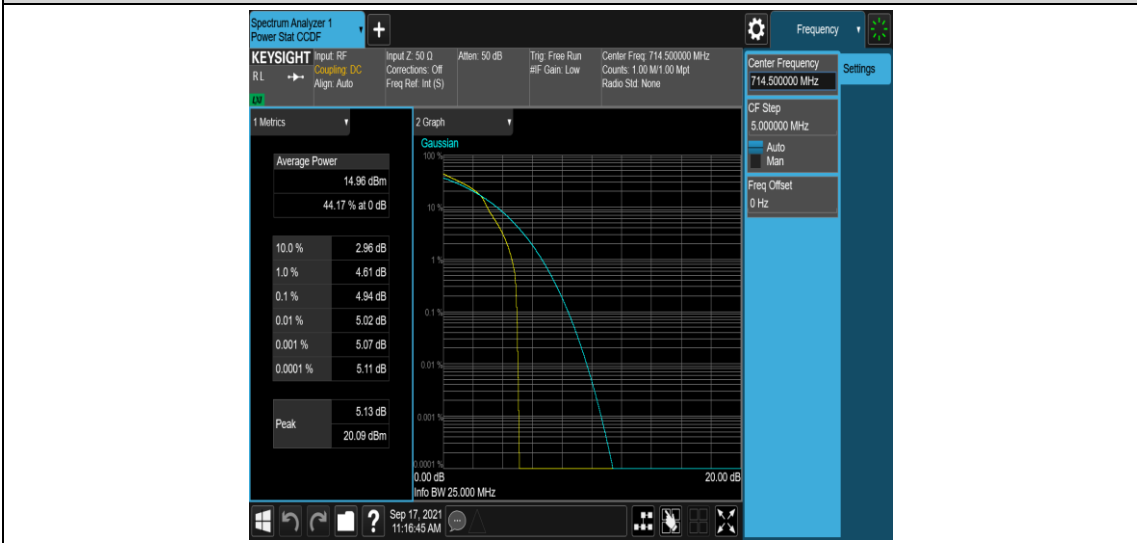 Spectrum Analyzer 1
Power Stat CCDF
Frequency
KEYSIGHT
RL
Input: RF
Coupling: DC
Align: Auto
Input Z: 50 Ω
Corrections: Off
Freq Ref: Int (S)
Atten: 50 dB
Trig: Free Run
#IF Gain: Low
Center Freq: 714.500000 MHz
Counts: 1.00 M/1.00 Mpt
Radio Std: None
Center Frequency
714.500000 MHz
Settings
CF Step
5.000000 MHz
Auto
Man
Freq Offset
0 Hz
1 Metrics
Average Power
14.96 dBm
44.17 % at 0 dB
10.0 % 2.96 dB
1.0 % 4.61 dB
0.1 % 4.94 dB
0.01 % 5.02 dB
0.001 % 5.07 dB
0.0001 % 5.11 dB
Peak
5.13 dB
20.09 dBm
2 Graph
Gaussian
100 %
10 %
1 %
0.1 %
0.01 %
0.001 %
0.0001 %
0.00 dB 20.00 dB
Info BW 25.000 MHz
?
Sep 17, 2021
11:16:45 AM